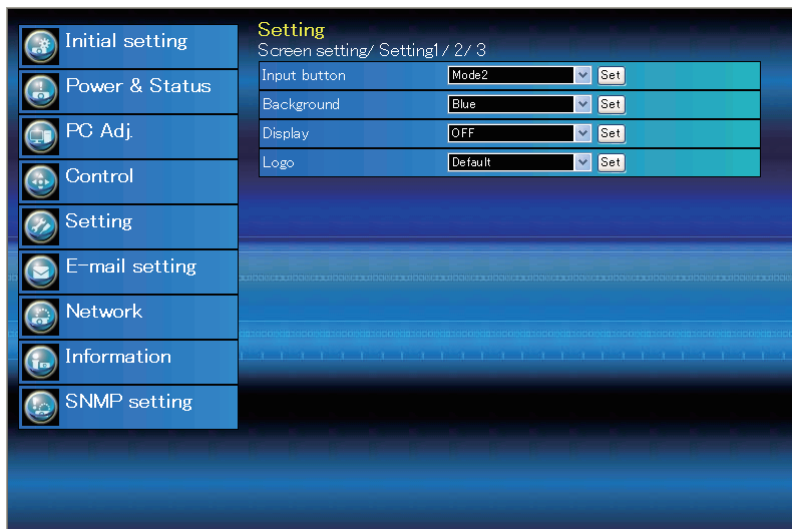 Initial setting
Power & Status
PC Adj.
Control
Setting
E-mail setting
Network
Information
SNMP setting
Setting
Screen setting/ Setting1/ 2/ 3
Input button Mode2 Set
Background Blue Set
Display OFF Set
Logo Default Set